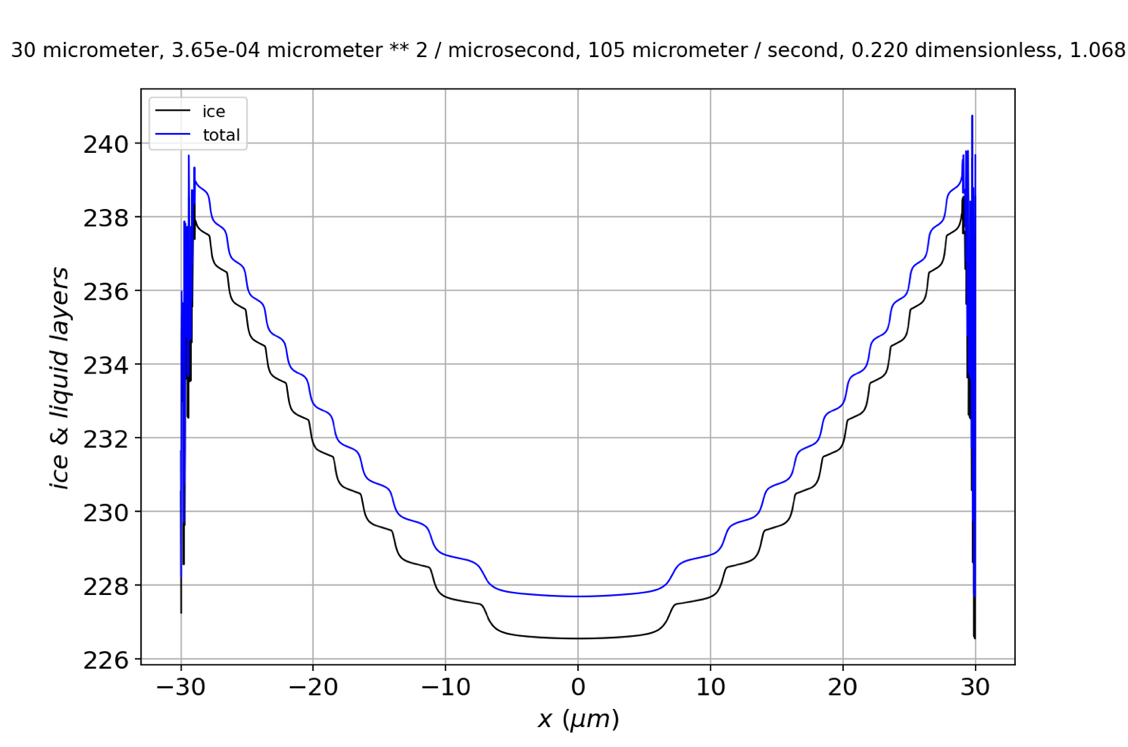 30 micrometer, 3.65e-04 micrometer ** 2 / microsecond, 105 micrometer / second, 0.220 dimensionless, 1.068
ice
total
240
238
236
234
232
230
228
226
ice & liquid layers
−30 −20 −10 0 10 20 30
x (μm)